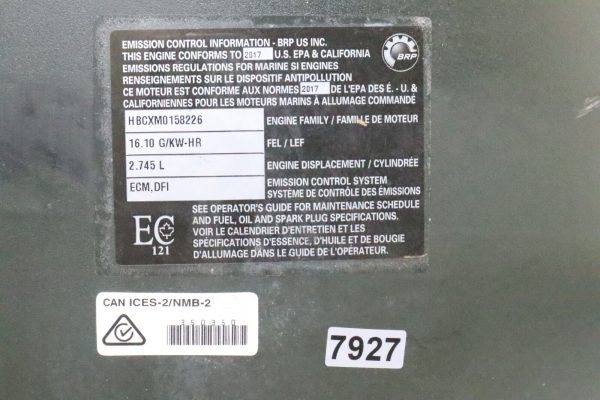 EMISSION CONTROL INFORMATION - BRP US INC.
THIS ENGINE CONFORMS TO 2017 U.S. EPA & CALIFORNIA
EMISSIONS REGULATIONS FOR MARINE SI ENGINES
RENSEIGNEMENTS SUR LE DISPOSITIF ANTIPOLLUTION
CE MOTEUR EST CONFORME AUX NORMES 2017 DE L'EPA DES É. - U. &
CALIFORNIENNES POUR LES MOTEURS MARINS À ALLUMAGE COMMANDÉ
BRP
HBCXM0158226 ENGINE FAMILY / FAMILLE DE MOTEUR
16.10 G/KW-HR FEL / LEF
2.745 L ENGINE DISPLACEMENT / CYLINDRÉE
ECM,DFI EMISSION CONTROL SYSTEM
SYSTÈME DE CONTRÔLE DES ÉMISSIONS
EC
121
SEE OPERATOR'S GUIDE FOR MAINTENANCE SCHEDULE
AND FUEL, OIL AND SPARK PLUG SPECIFICATIONS.
VOIR LE CALENDRIER D'ENTRETIEN ET LES
SPÉCIFICATIONS D'ESSENCE, D'HUILE ET DE BOUGIE
D'ALLUMAGE DANS LE GUIDE DE L'OPÉRATEUR.
CAN ICES-2/NMB-2
350350
7927